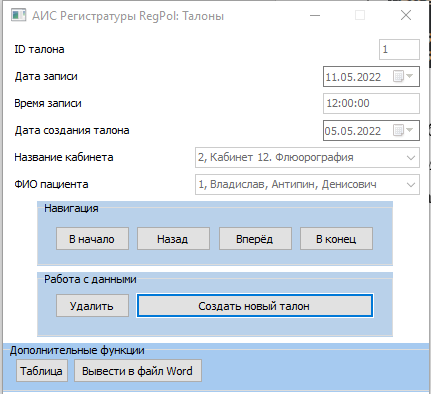 АИС Регистратуры RegPol: Талоны
ID талона 1
Дата записи 11.05.2022
Время записи 12:00:00
Дата создания талона 05.05.2022
Название кабинета 2, Кабинет 12. Флюорография
ФИО пациента 1, Владислав, Антипин, Денисович
Навигация
В начало Назад Вперёд В конец
Работа с данными
Удалить Создать новый талон
Дополнительные функции
Таблица Вывести в файл Word